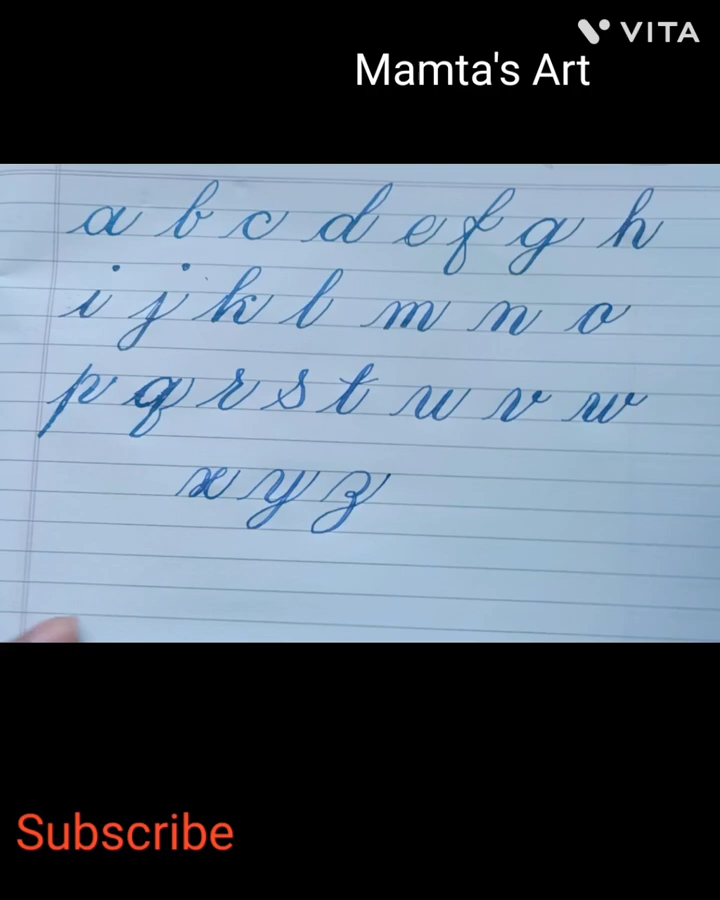 VITA
Mamta's Art
a b c d e f g h
i j k l m n o
p q r s t u v w
x y z
Subscribe